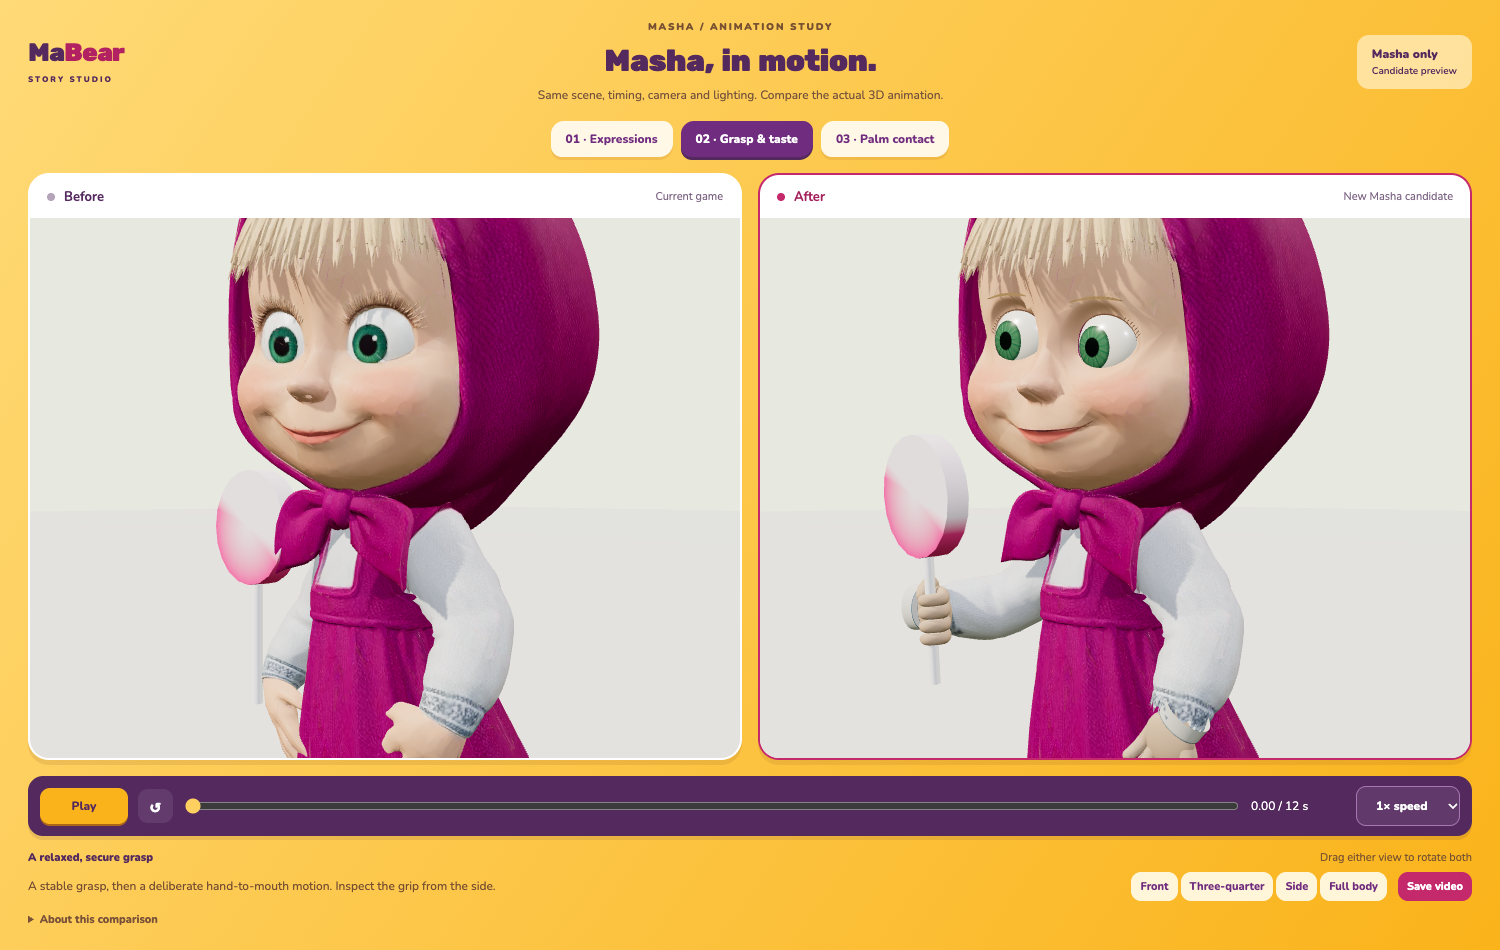 MASHA / ANIMATION STUDY
MaBear
STORY STUDIO
Masha, in motion.
Same scene, timing, camera and lighting. Compare the actual 3D animation.
Masha only
Candidate preview
01 · Expressions
02 · Grasp & taste
03 · Palm contact
Before
Current game
After
New Masha candidate
Play
↺
0.00 / 12 s
1× speed
A relaxed, secure grasp
Drag either view to rotate both
A stable grasp, then a deliberate hand-to-mouth motion. Inspect the grip from the side.
Front
Three-quarter
Side
Full body
Save video
About this comparison